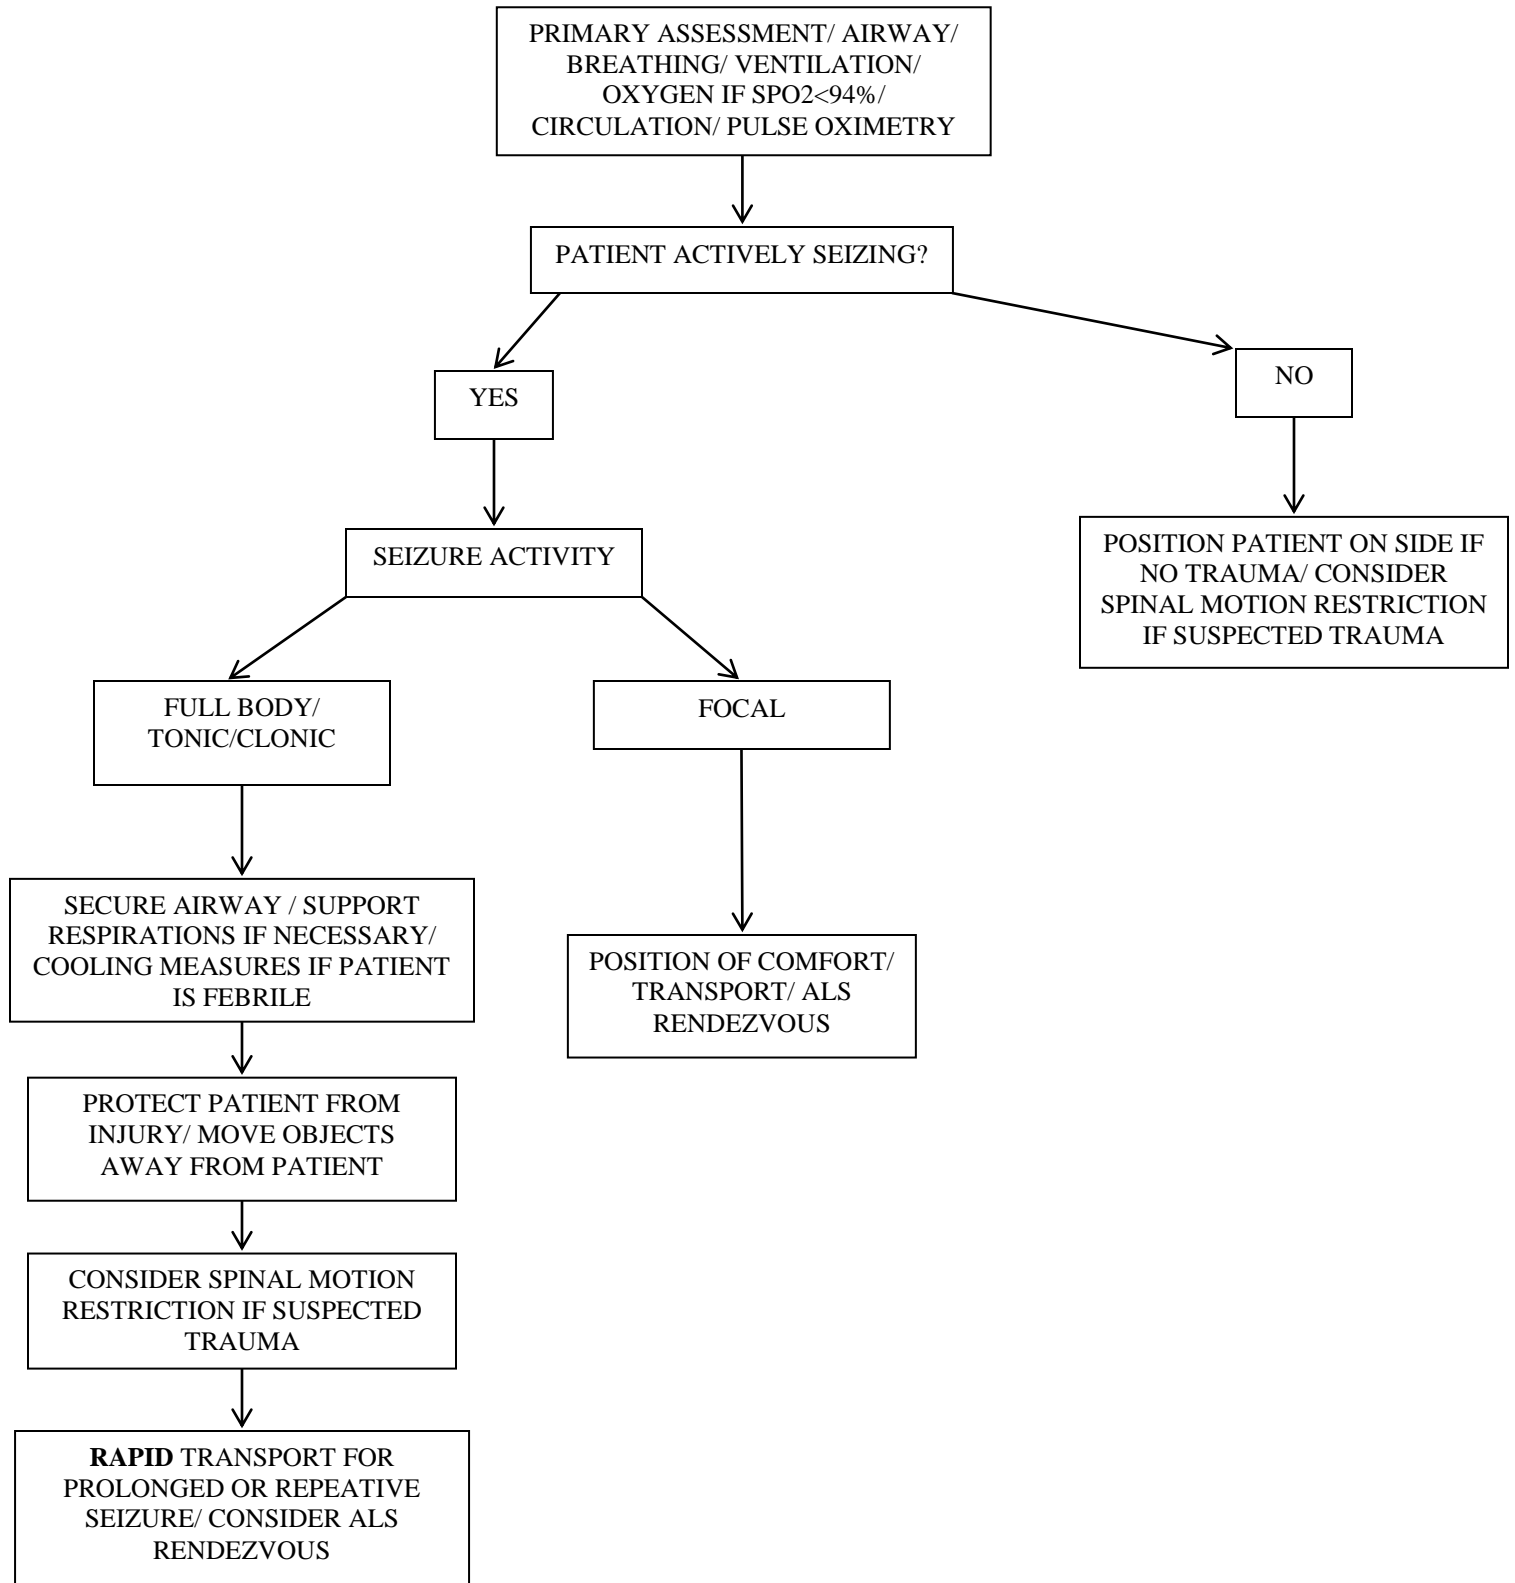 PRIMARY ASSESSMENT/ AIRWAY/
BREATHING/ VENTILATION/
OXYGEN IF SPO2<94%/
CIRCULATION/ PULSE OXIMETRY
PATIENT ACTIVELY SEIZING?
YES
NO
SEIZURE ACTIVITY
POSITION PATIENT ON SIDE IF
NO TRAUMA/ CONSIDER
SPINAL MOTION RESTRICTION
IF SUSPECTED TRAUMA
FULL BODY/
TONIC/CLONIC
FOCAL
SECURE AIRWAY / SUPPORT
RESPIRATIONS IF NECESSARY/
COOLING MEASURES IF PATIENT
IS FEBRILE
POSITION OF COMFORT/
TRANSPORT/ ALS
RENDEZVOUS
PROTECT PATIENT FROM
INJURY/ MOVE OBJECTS
AWAY FROM PATIENT
CONSIDER SPINAL MOTION
RESTRICTION IF SUSPECTED
TRAUMA
RAPID TRANSPORT FOR
PROLONGED OR REPEATIVE
SEIZURE/ CONSIDER ALS
RENDEZVOUS